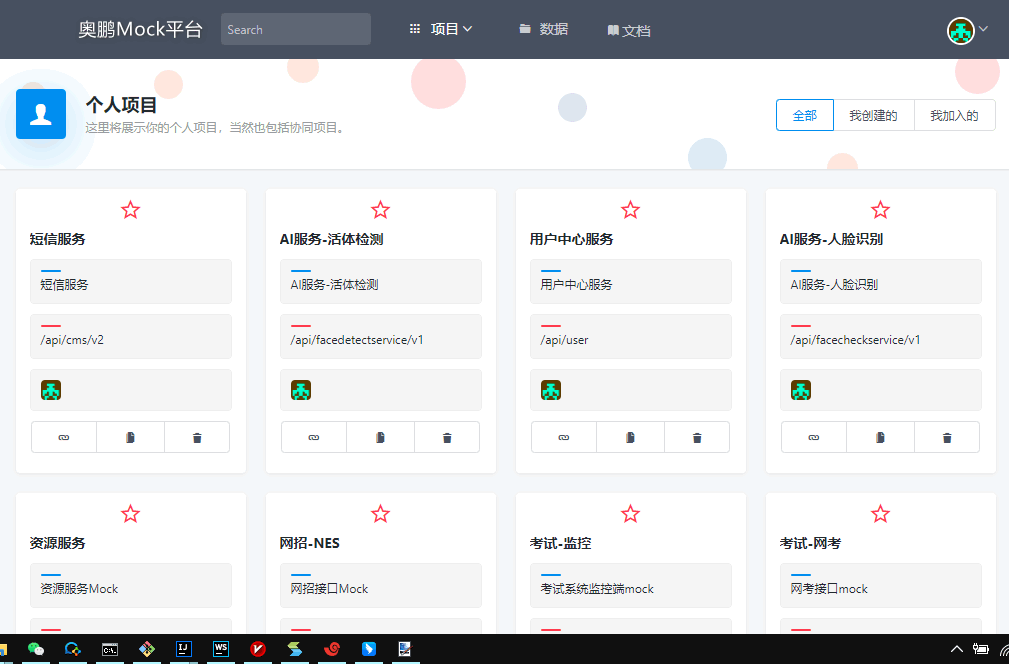 奥鹏Mock平台
Search
项目
数据
文档
个人项目
这里将展示你的个人项目，当然也包括协同项目。
全部
我创建的
我加入的
短信服务
短信服务
/api/cms/v2
AI服务-活体检测
AI服务-活体检测
/api/facedetectservice/v1
用户中心服务
用户中心服务
/api/user
AI服务-人脸识别
AI服务-人脸识别
/api/facecheckservice/v1
资源服务
资源服务Mock
网招-NES
网招接口Mock
考试-监控
考试系统监控端mock
考试-网考
网考接口mock
C:\.
IJ
WS